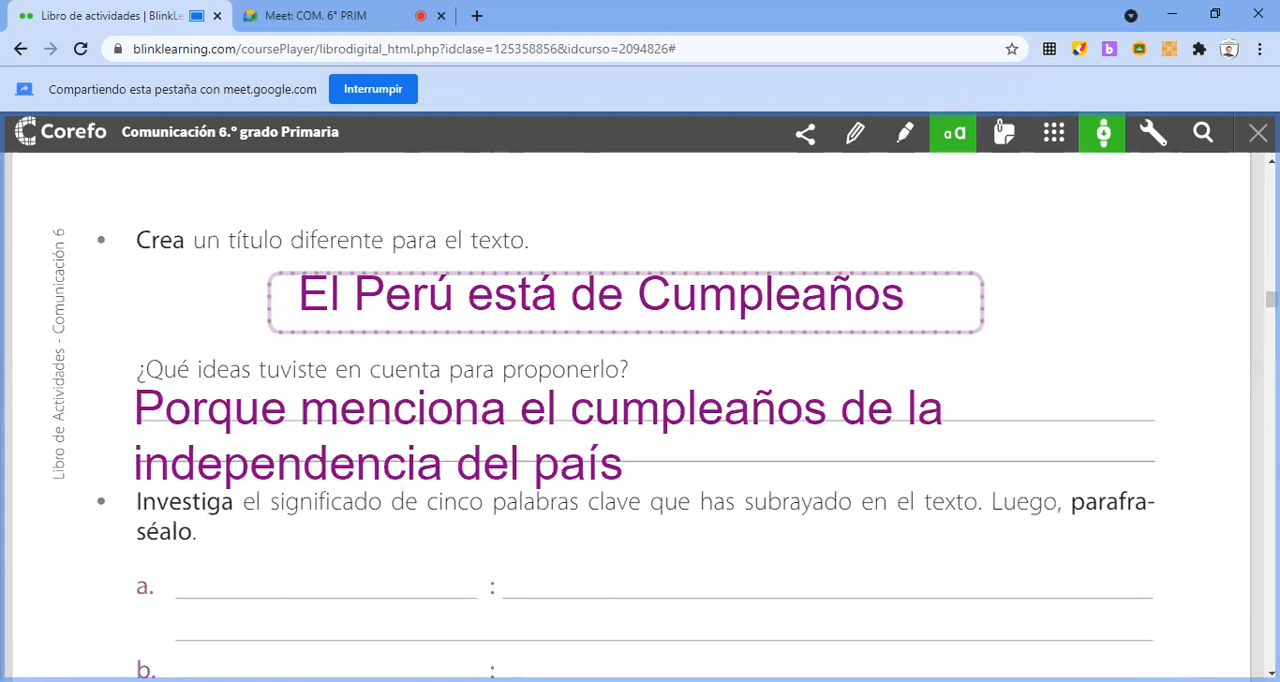 Libro de actividades | BlinkLe
Meet: COM. 6° PRIM
blinklearning.com/coursePlayer/librodigital_html.php?idclase=125358856&idcurso=2094826#
Compartiendo esta pestaña con meet.google.com
Interrumpir
Corefo
Comunicación 6.º grado Primaria
aa
Libro de Actividades - Comunicación 6
• Crea un título diferente para el texto.
El Perú está de Cumpleaños
¿Qué ideas tuviste en cuenta para proponerlo?
Porque menciona el cumpleaños de la
independencia del país
• Investiga el significado de cinco palabras clave que has subrayado en el texto. Luego, parafra-
séalo.
a. :
b. :